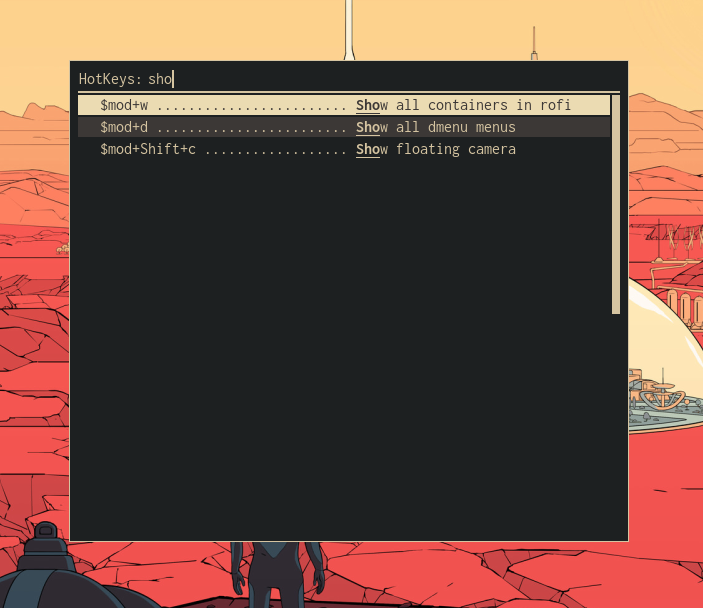 HotKeys: sho
$mod+w ........................ Show all containers in rofi
$mod+d ........................ Show all dmenu menus
$mod+Shift+c .................. Show floating camera